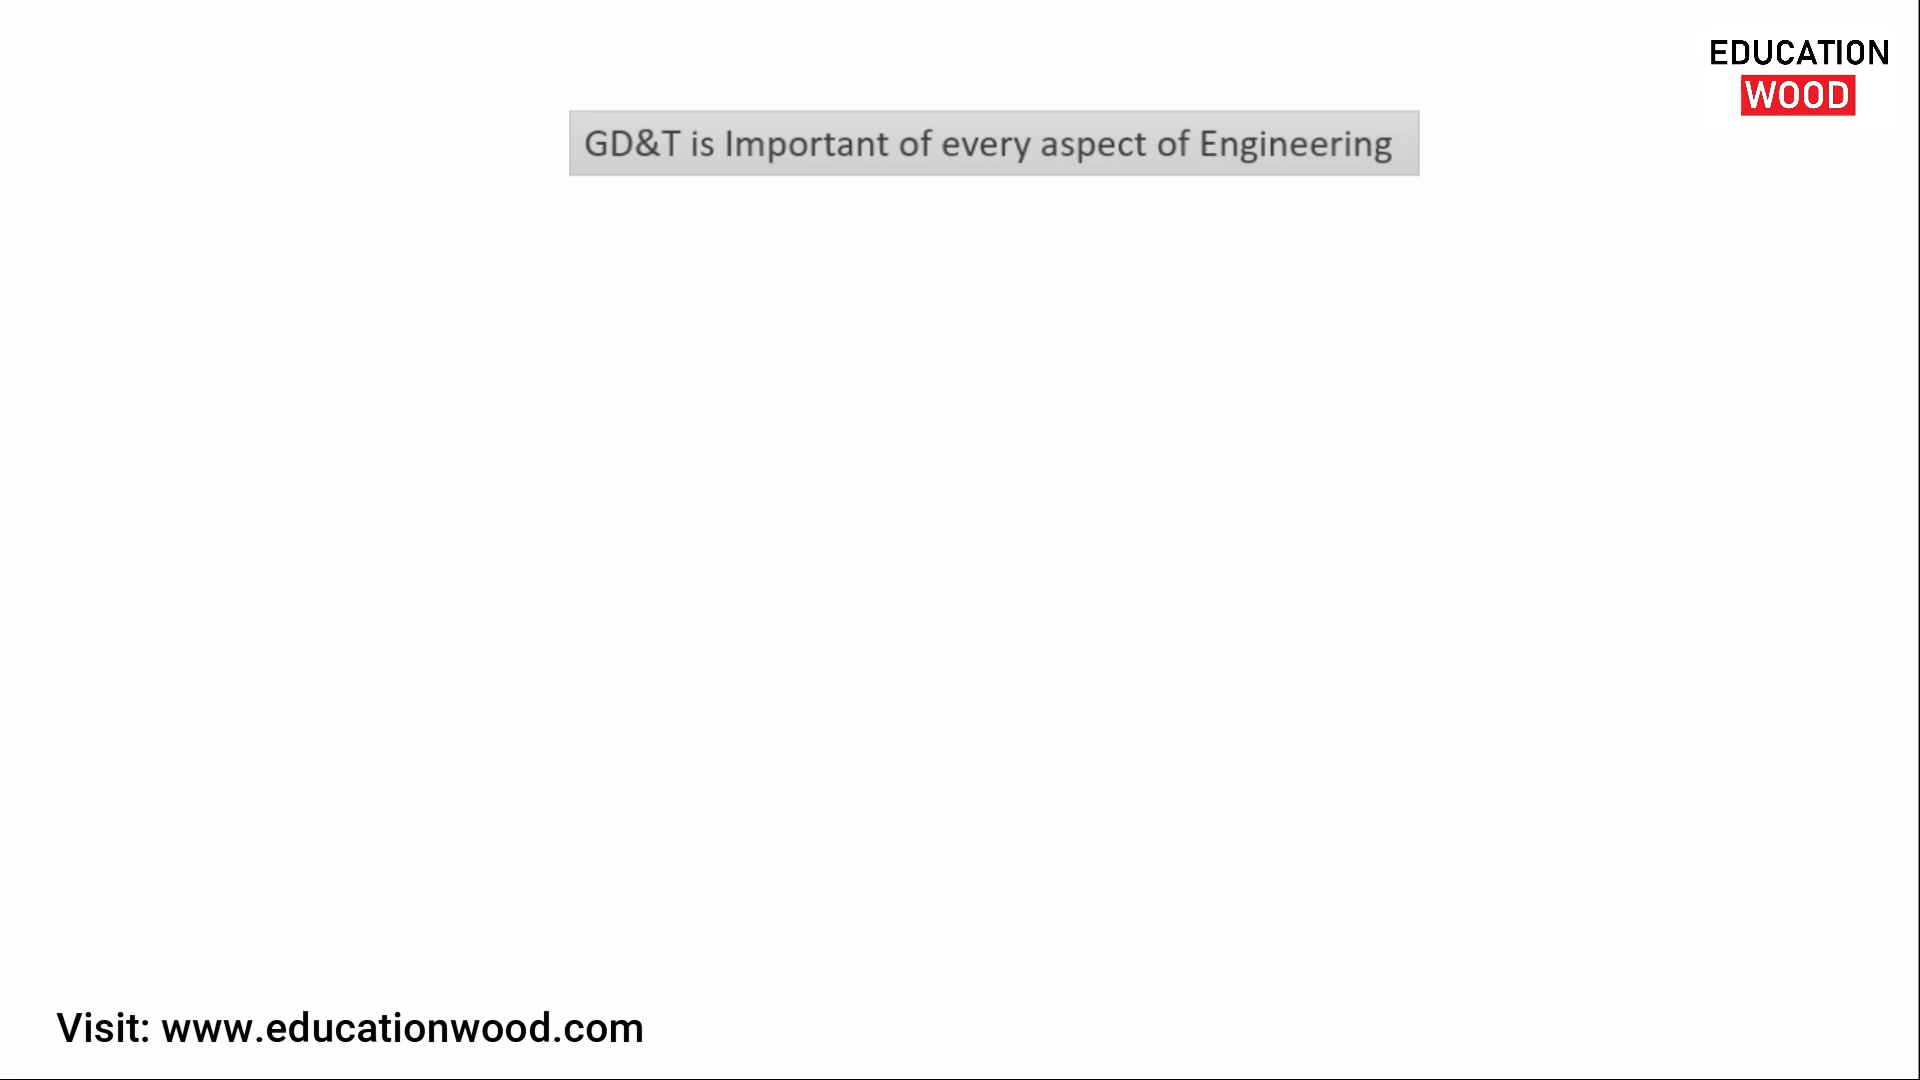 EDUCATION
WOOD
GD&T is Important of every aspect of Engineering
Visit: www.educationwood.com